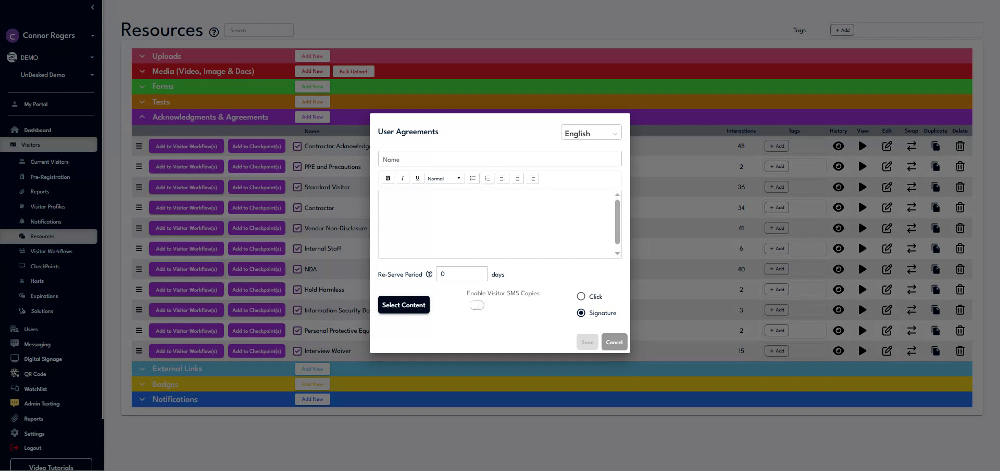 C Connor Rogers
DEMO
UnDesked Demo
My Portal
Dashboard
Visitors
Current Visitors
Pre-Registration
Reports
Visitor Profiles
Notifications
Resources
Visitor Workflows
CheckPoints
Hosts
Expirations
Solutions
Users
Messaging
Digital Signage
QR Code
Watchlist
Admin Texting
Reports
Settings
Logout
Video Tutorials
Resources ? Search Tags + Add
Uploads Add New
Media (Video, Image & Docs) Add New Bulk Upload
Forms Add New
Tests Add New
Acknowledgments & Agreements Add New
Name Interactions Tags History View Edit Swap Duplicate Delete
Add to Visitor Workflow(s) Add to Checkpoint(s) Contractor Acknowledg 48 + Add
Add to Visitor Workflow(s) Add to Checkpoint(s) PPE and Precautions 2 + Add
Add to Visitor Workflow(s) Add to Checkpoint(s) Standard Visitor 36 + Add
Add to Visitor Workflow(s) Add to Checkpoint(s) Contractor 34 + Add
Add to Visitor Workflow(s) Add to Checkpoint(s) Vendor Non-Disclosure 41 + Add
Add to Visitor Workflow(s) Add to Checkpoint(s) Internal Staff 6 + Add
Add to Visitor Workflow(s) Add to Checkpoint(s) NDA 40 + Add
Add to Visitor Workflow(s) Add to Checkpoint(s) Hold Harmless 2 + Add
Add to Visitor Workflow(s) Add to Checkpoint(s) Information Security Do 3 + Add
Add to Visitor Workflow(s) Add to Checkpoint(s) Personal Protective Equ 2 + Add
Add to Visitor Workflow(s) Add to Checkpoint(s) Interview Waiver 15 + Add
External Links Add New
Badges Add New
Notifications Add New
User Agreements English
Name
B I U Normal
Re-Serve Period ? 0 days
Select Content
Enable Visitor SMS Copies
Click
Signature
Save Cancel